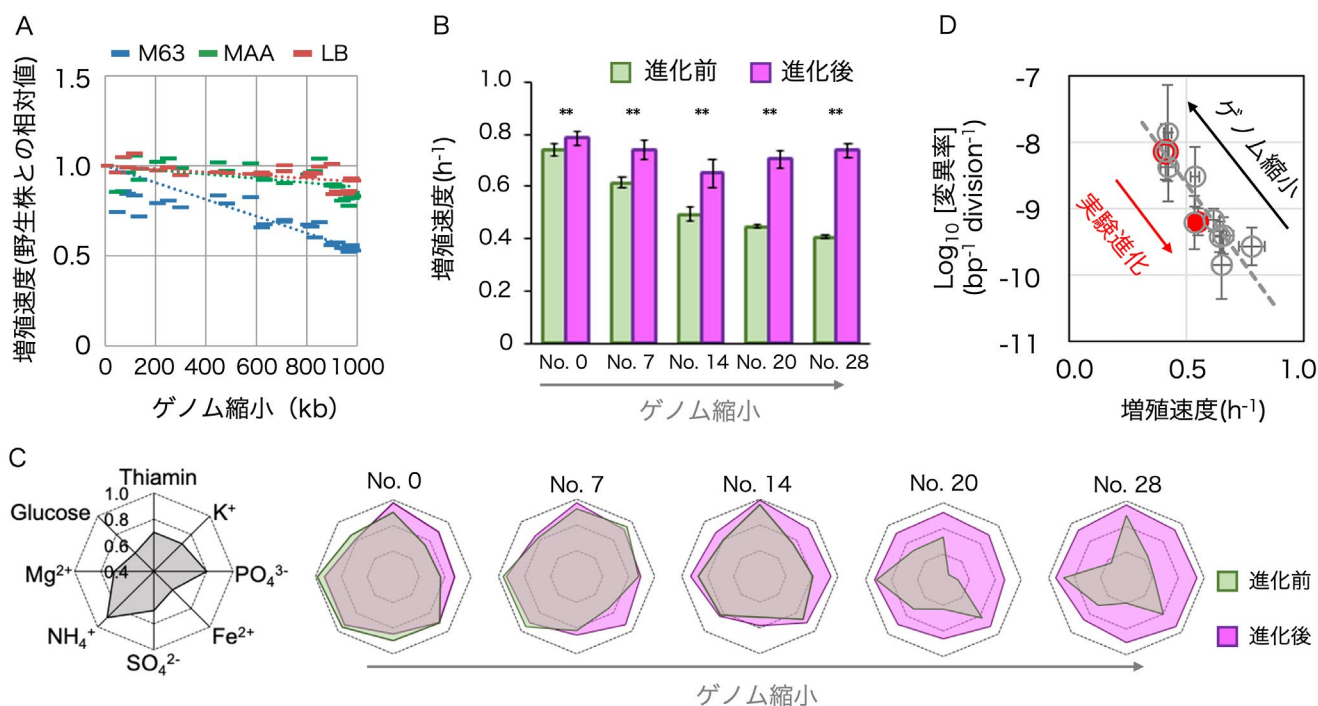 A
M63 MAA LB
増殖速度(野生株との相対値)
1.5
1.0
0.5
0
0 200 400 600 800 1000
ゲノム縮小（kb）
B
進化前 進化後
増殖速度(h-1)
1.0
0.8
0.6
0.4
0.2
0
** ** ** ** **
No. 0 No. 7 No. 14 No. 20 No. 28
ゲノム縮小
D
Log10 [変異率]
(bp-1 division-1)
-7
-8
-9
-10
-11
ゲノム縮小
実験進化
0.0 0.5 1.0
増殖速度(h-1)
C
Thiamin
K+
PO43-
Fe2+
SO42-
NH4+
Mg2+
Glucose
1.0
0.8
0.6
0.4
No. 0 No. 7 No. 14 No. 20 No. 28
進化前
進化後
ゲノム縮小